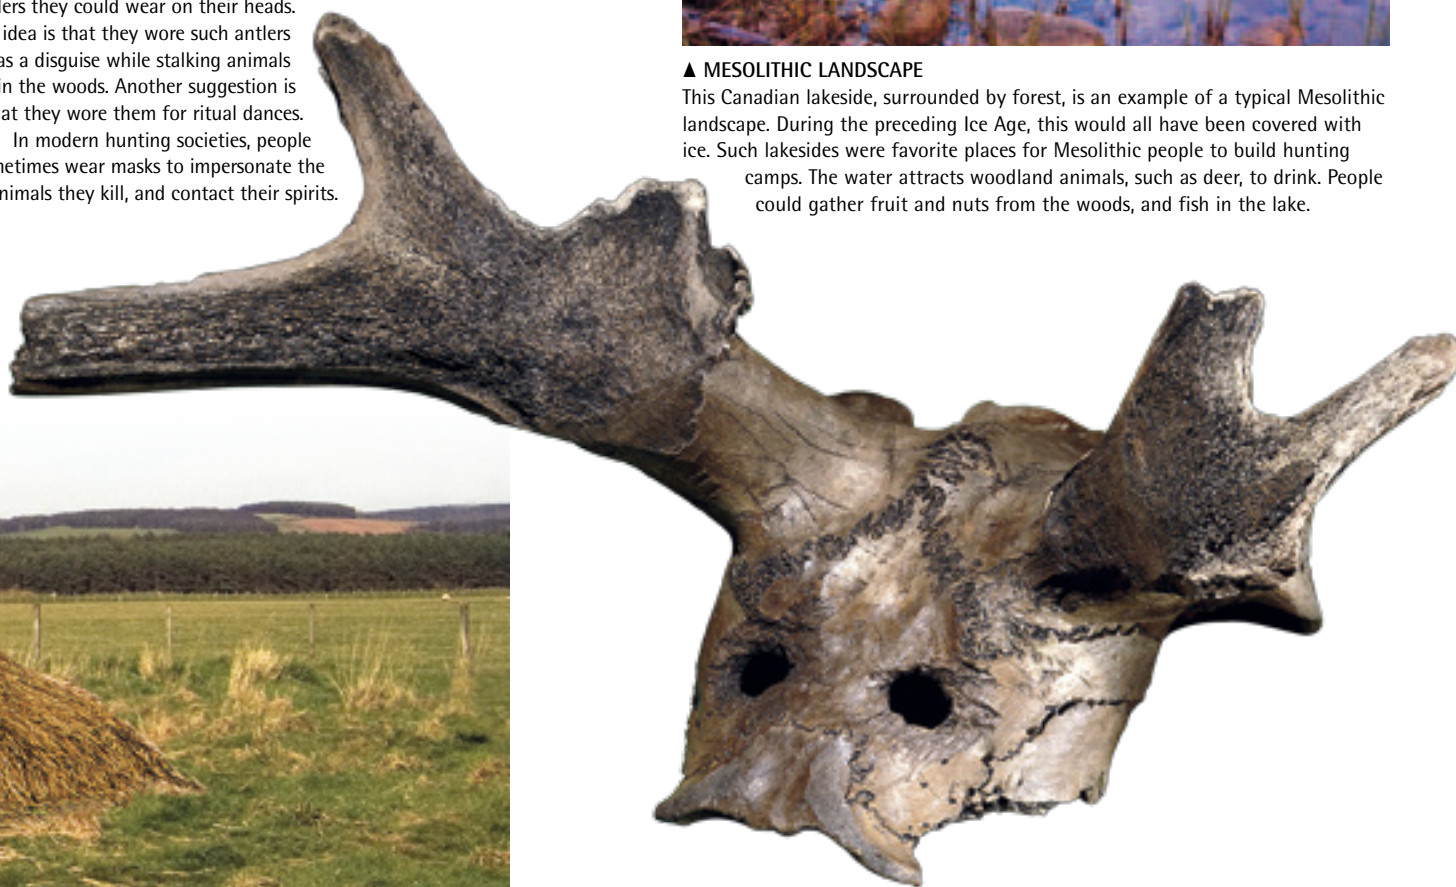 they could wear on their heads.
idea is that they wore such antlers
as a disguise while stalking animals
in the woods. Another suggestion is
at they wore them for ritual dances.
In modern hunting societies, people
wear masks to impersonate the
they kill, and contact their spirits.
▲ MESOLITHIC LANDSCAPE
This Canadian lakeside, surrounded by forest, is an example of a typical Mesolithic
landscape. During the preceding Ice Age, this would all have been covered with
ice. Such lakesides were favorite places for Mesolithic people to build hunting
camps. The water attracts woodland animals, such as deer, to drink. People
could gather fruit and nuts from the woods, and fish in the lake.